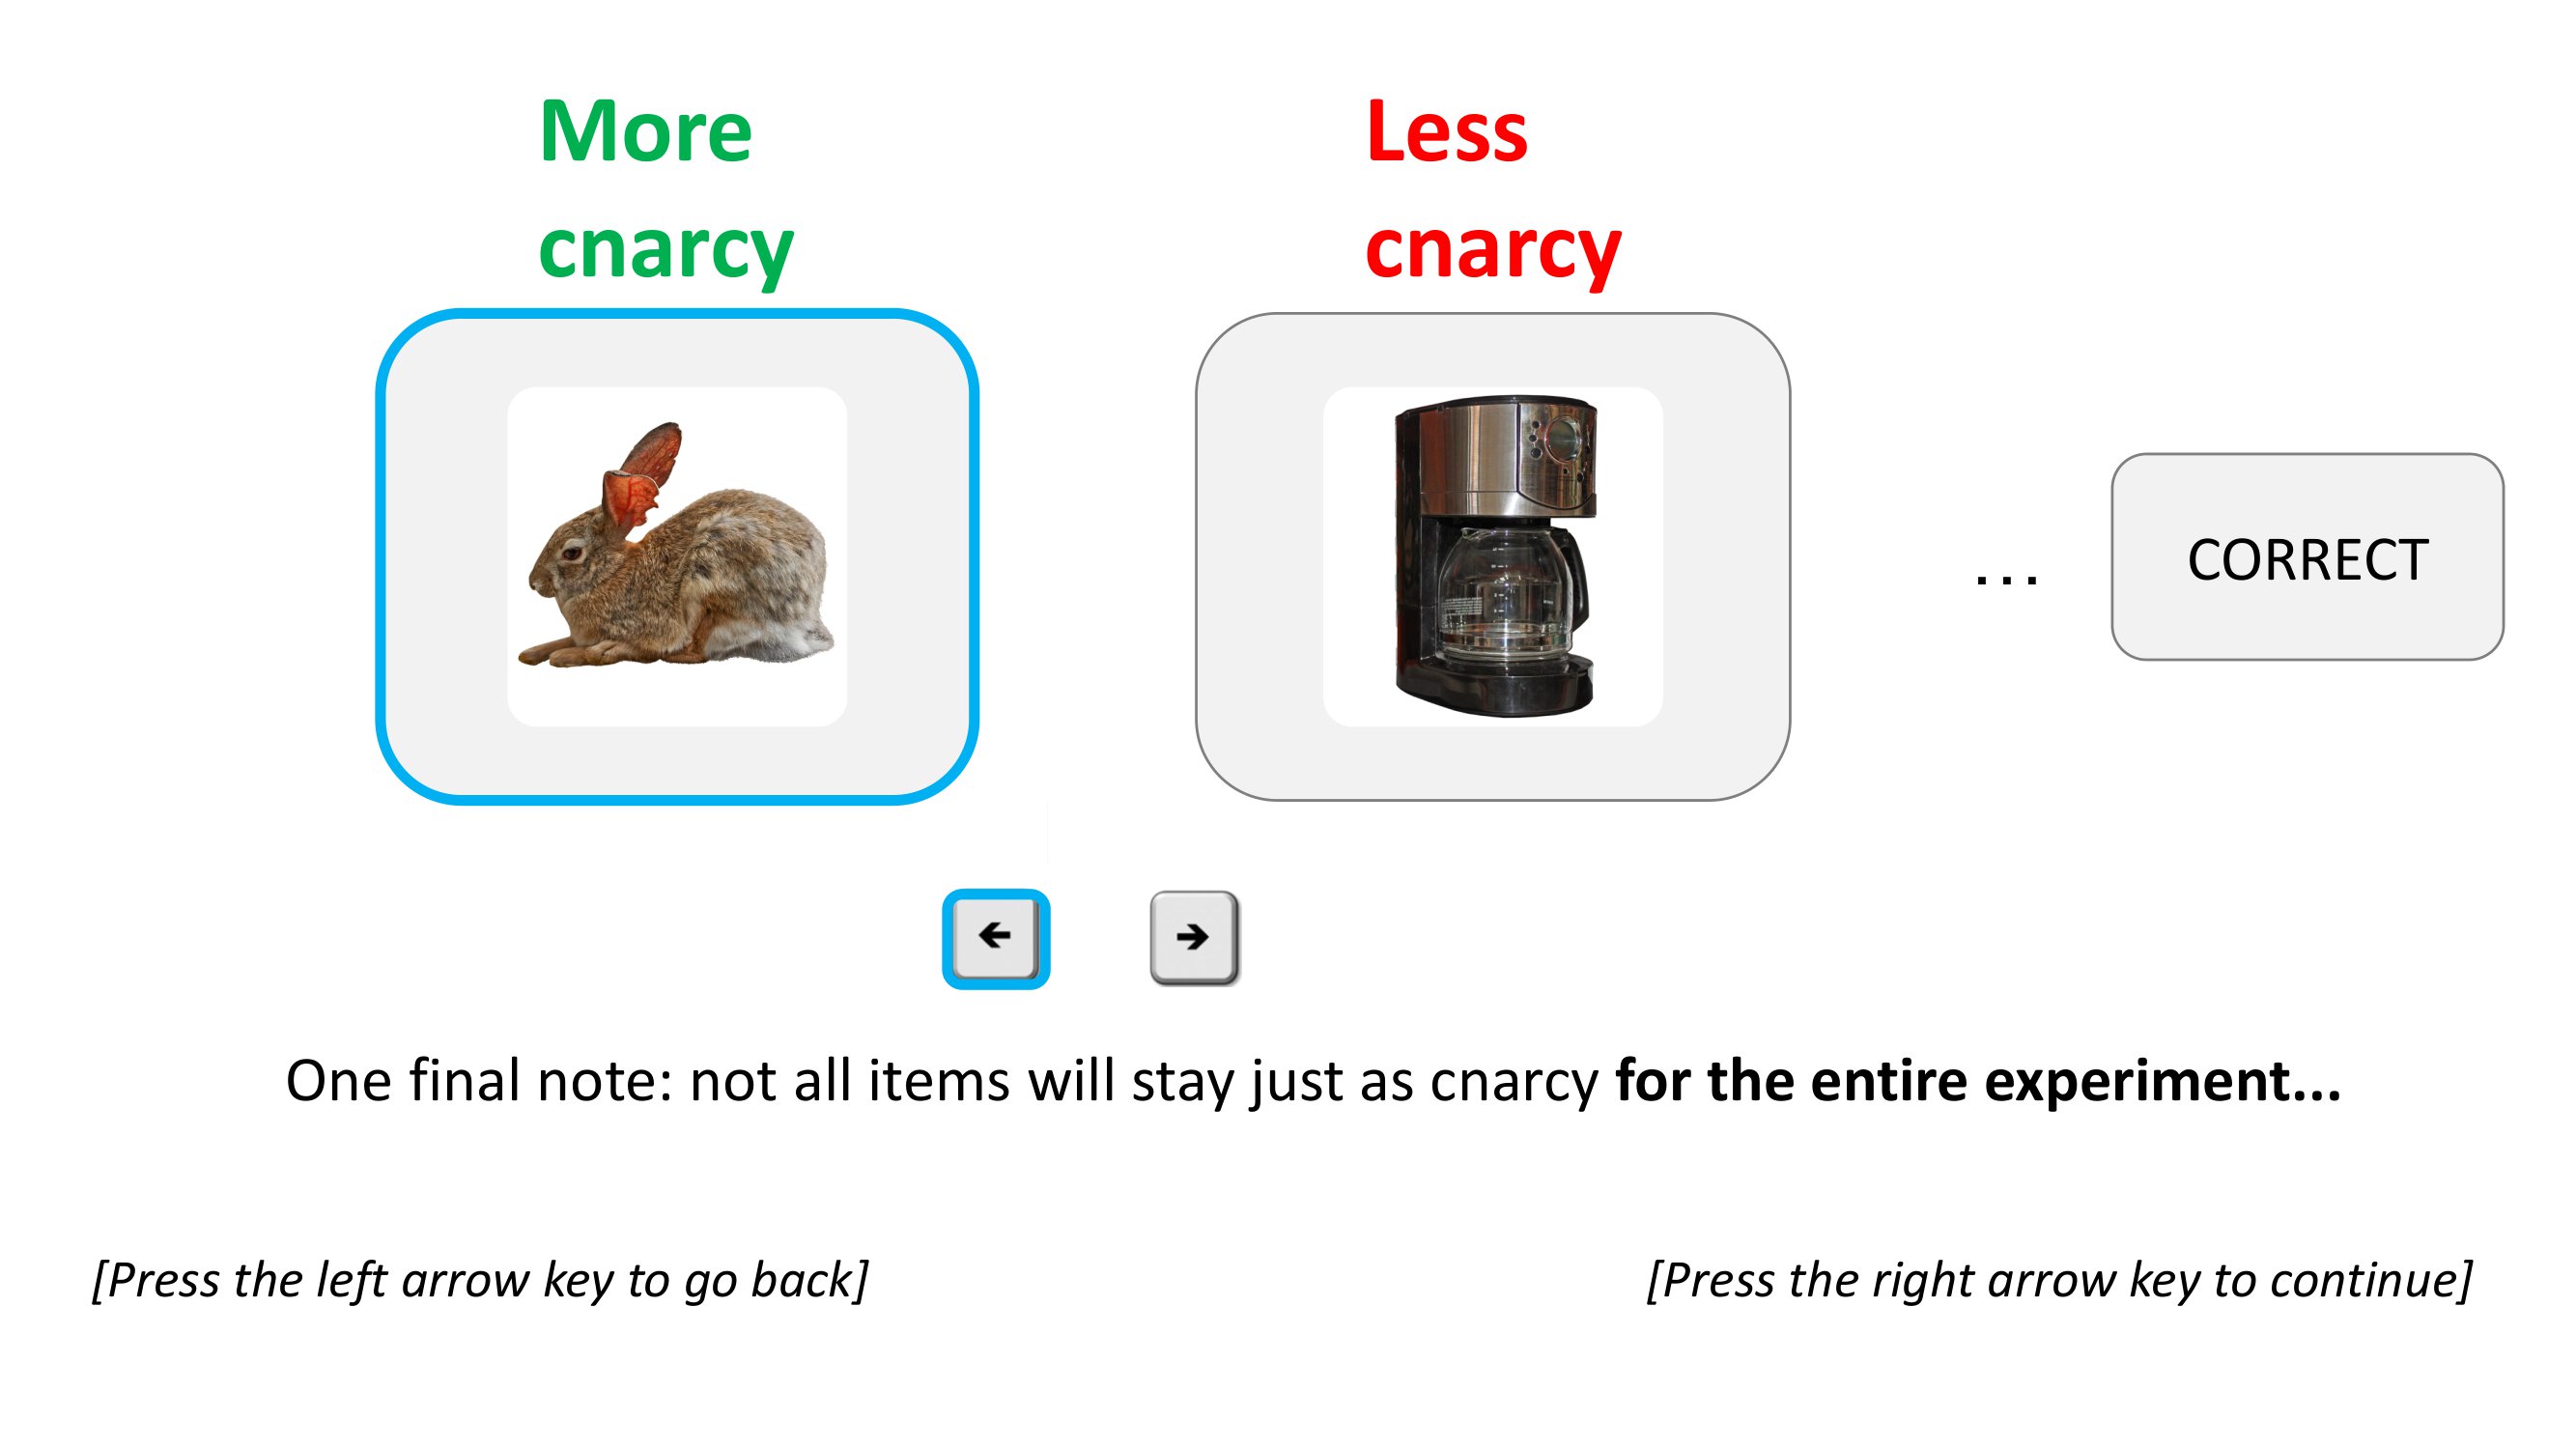 More
cnarcy
Less
cnarcy
...
CORRECT
One final note: not all items will stay just as cnarcy for the entire experiment...
[Press the left arrow key to go back]
[Press the right arrow key to continue]